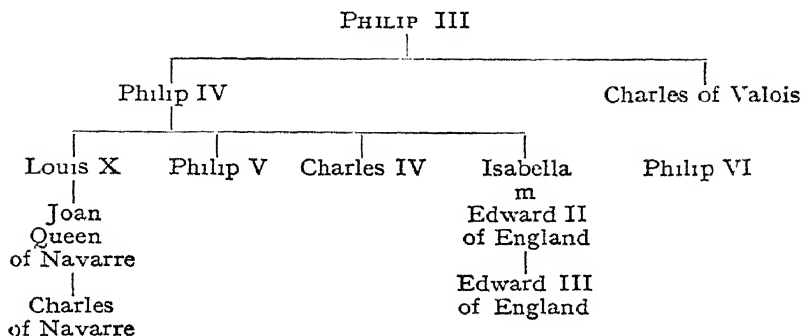 PHILIP III
Philip IV Charles of Valois
Louis X Philip V Charles IV Isabella Philip VI
m
Joan Edward II
Queen of England
of Navarre
Edward III
Charles of England
of Navarre